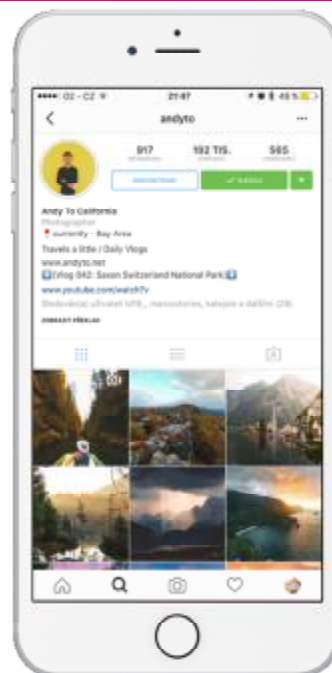 O2 - CZ 21:47 45 %
andyto
917 192 TIS. 565
Andy To California
Photographer
currently - Bay Area
Travels a little / Daily Vlogs
www.andyto.net
[Vlog 042: Saxon Switzerland National Park]
www.youtube.com/watch?v
ZOBRAZIT PŘEKLAD